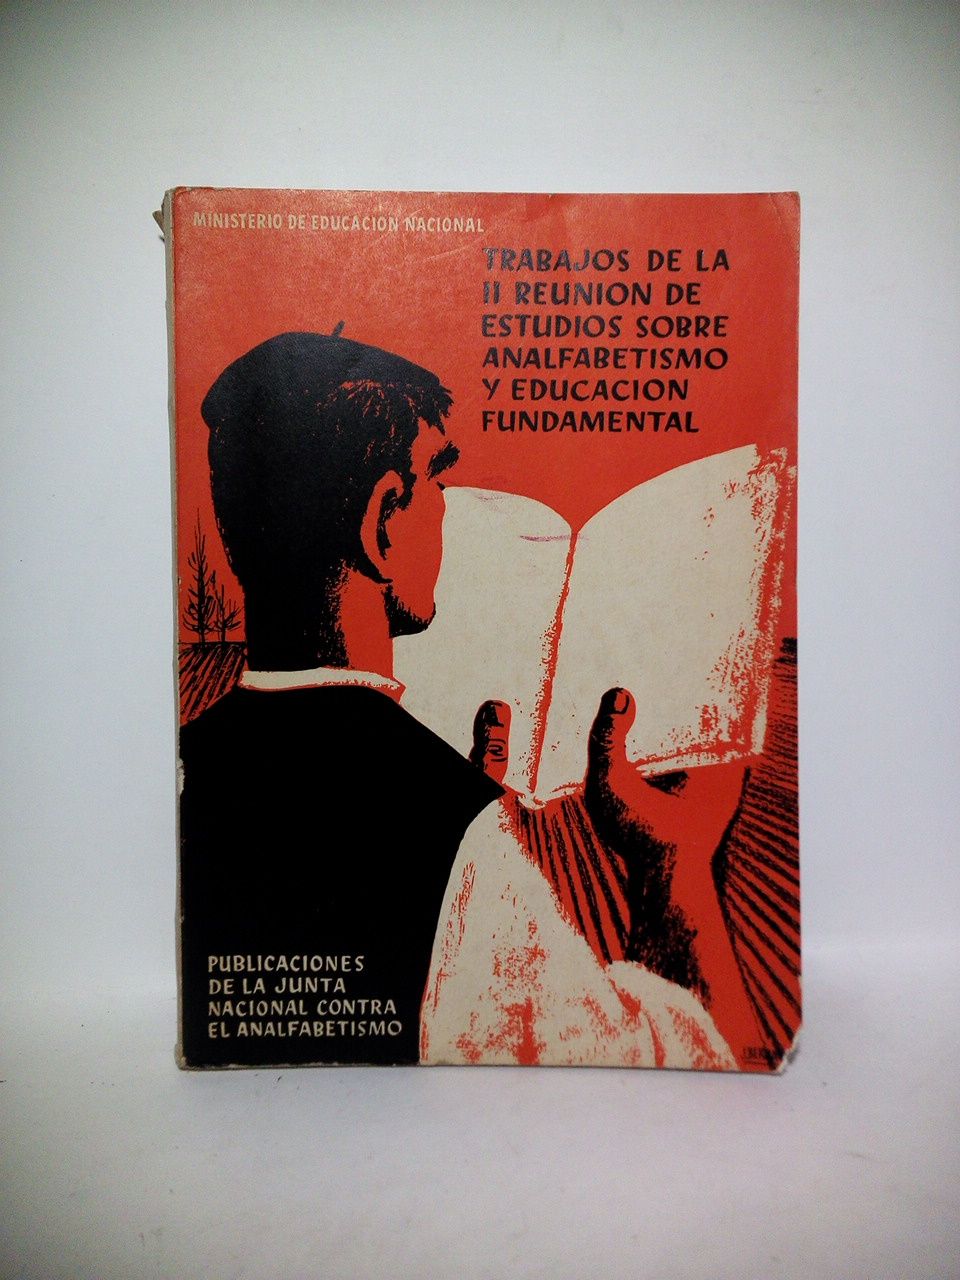 MINISTERIO DE EDUCACION NACIONAL
TRABAJOS DE LA
II REUNION DE
ESTUDIOS SOBRE
ANALFABETISMO
Y EDUCACION
FUNDAMENTAL
PUBLICACIONES
DE LA JUNTA
NACIONAL CONTRA
EL ANALFABETISMO